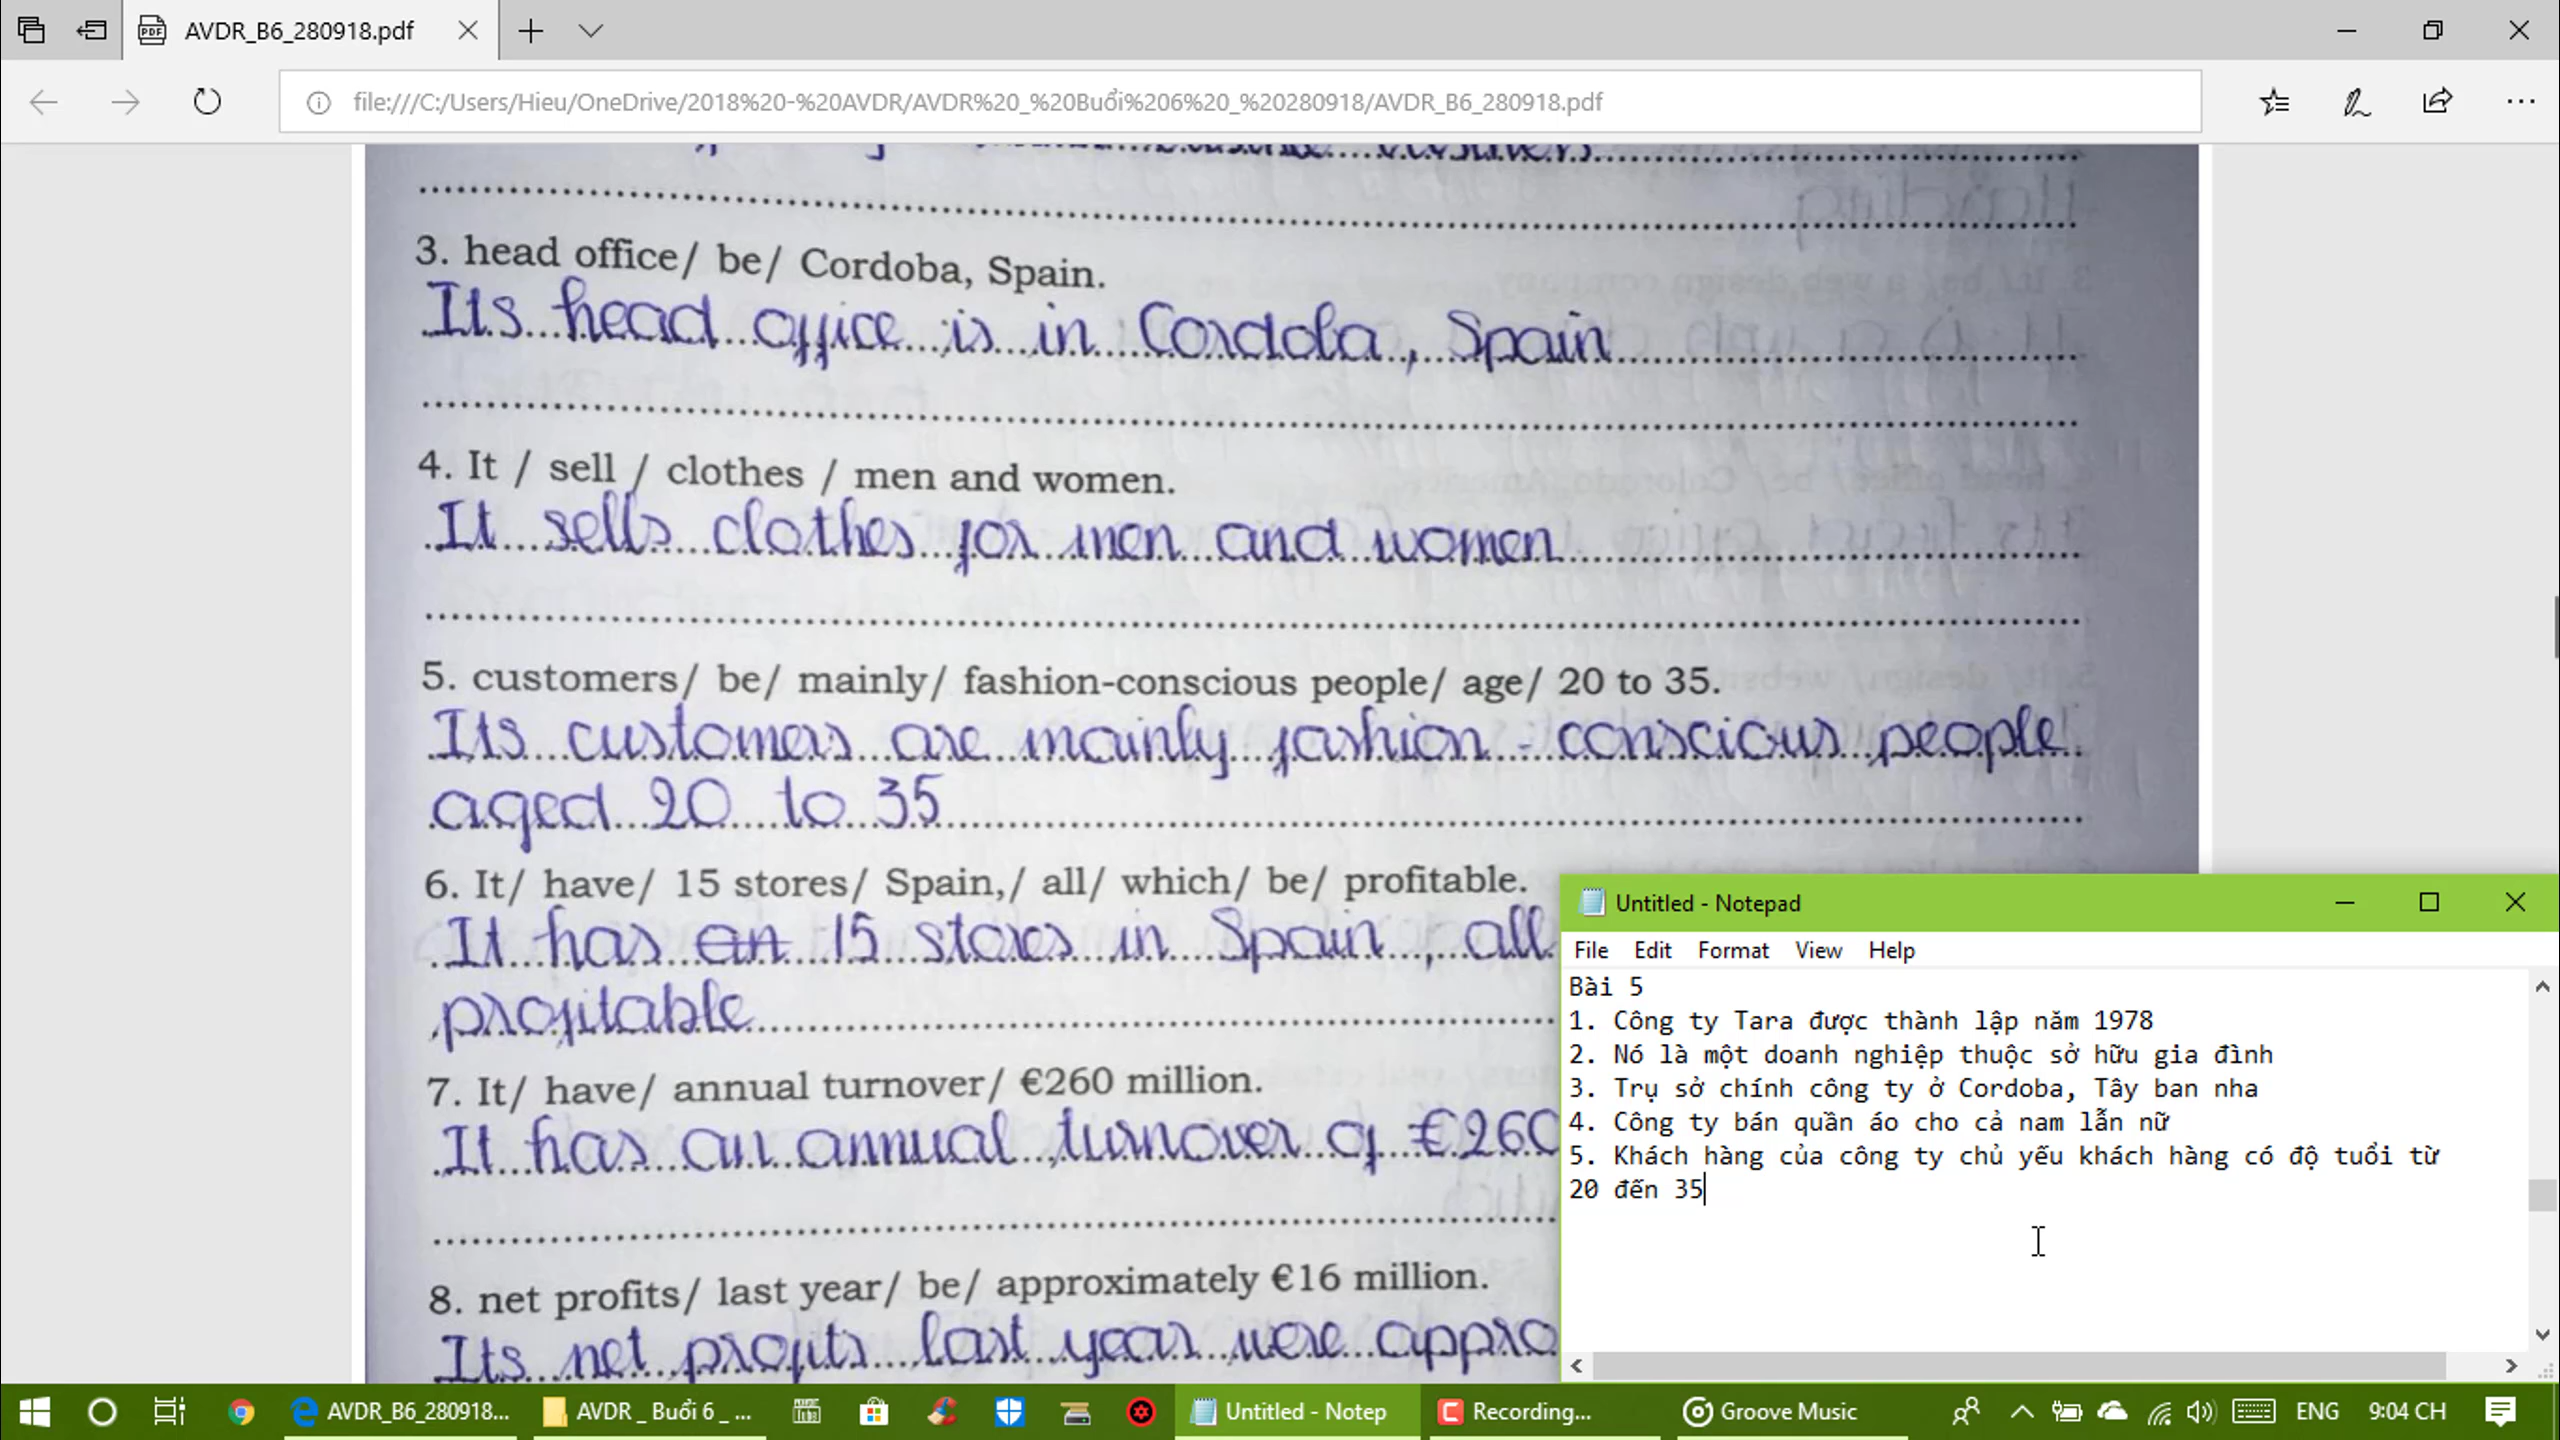 AVDR_B6_280918.pdf
file:///C:/Users/Hieu/OneDrive/2018%20-%20AVDR/AVDR%20_%20Buổi%206%20_%20280918/AVDR_B6_280918.pdf
3. head office/ be/ Cordoba, Spain.
Its head office is in Cordoba, Spain
4. It / sell / clothes / men and women.
It sells clothes for men and women
5. customers/ be/ mainly/ fashion-conscious people/ age/ 20 to 35.
Its customers are mainly fashion - conscious people
aged 20 to 35
6. It/ have/ 15 stores/ Spain,/ all/ which/ be/ profitable.
It has an 15 stores in Spain, all
profitable
7. It/ have/ annual turnover/ €260 million.
It has an annual turnover of €260
8. net profits/ last year/ be/ approximately €16 million.
Its net profits last year were appro
Untitled - Notepad
File Edit Format View Help
Bài 5
1. Công ty Tara được thành lập năm 1978
2. Nó là một doanh nghiệp thuộc sở hữu gia đình
3. Trụ sở chính công ty ở Cordoba, Tây ban nha
4. Công ty bán quần áo cho cả nam lẫn nữ
5. Khách hàng của công ty chủ yếu khách hàng có độ tuổi từ
20 đến 35
AVDR_B6_280918... AVDR _ Buổi 6 _ ... Untitled - Notep Recording... Groove Music ENG 9:04 CH